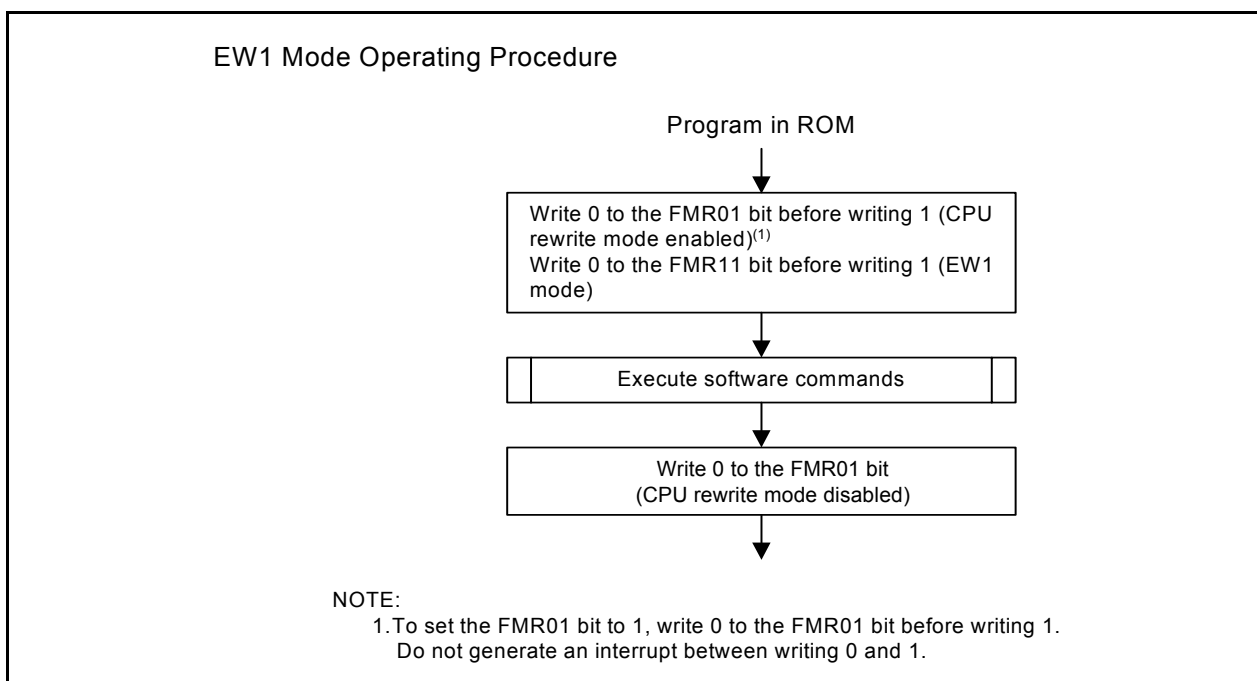 EW1 Mode Operating Procedure
Program in ROM
Write 0 to the FMR01 bit before writing 1 (CPU
rewrite mode enabled)(1)
Write 0 to the FMR11 bit before writing 1 (EW1
mode)
Execute software commands
Write 0 to the FMR01 bit
(CPU rewrite mode disabled)
NOTE:
1.To set the FMR01 bit to 1, write 0 to the FMR01 bit before writing 1.
Do not generate an interrupt between writing 0 and 1.